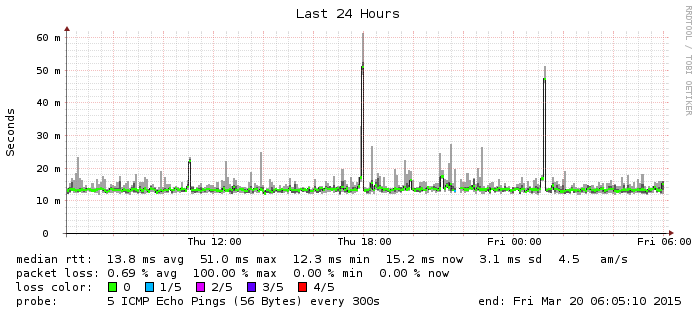 Last 24 Hours
RRDTOOL / TOBI OETIKER
Seconds
60 m
50 m
40 m
30 m
20 m
10 m
0
Thu 12:00 Thu 18:00 Fri 00:00 Fri 06:00
median rtt: 13.8 ms avg 51.0 ms max 12.3 ms min 15.2 ms now 3.1 ms sd 4.5 am/s
packet loss: 0.69 % avg 100.00 % max 0.00 % min 0.00 % now
loss color: 0 1/5 2/5 3/5 4/5
probe: 5 ICMP Echo Pings (56 Bytes) every 300s end: Fri Mar 20 06:05:10 2015